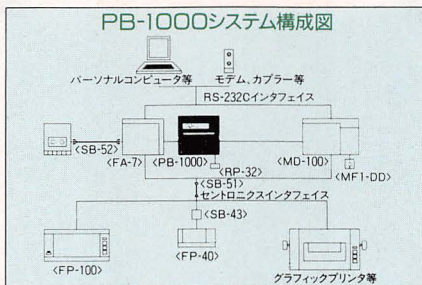 PB-1000システム構成図
パーソナルコンピュータ等
モデム、カプラー等
RS-232Cインタフェイス
<SB-52>
<FA-7>
<PB-1000>
<RP-32>
<MD-100>
<MF1-DD>
<SB-51>
セントロニクスインタフェイス
<SB-43>
<FP-100>
<FP-40>
グラフィックプリンタ等